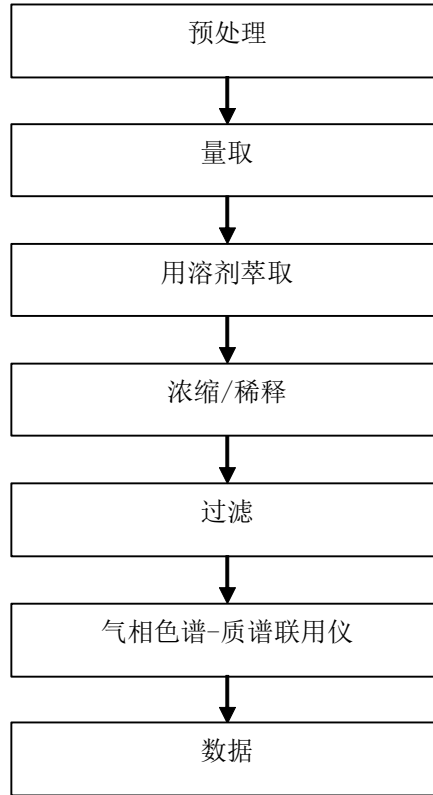 预处理
量取
用溶剂萃取
浓缩/稀释
过滤
气相色谱-质谱联用仪
数据